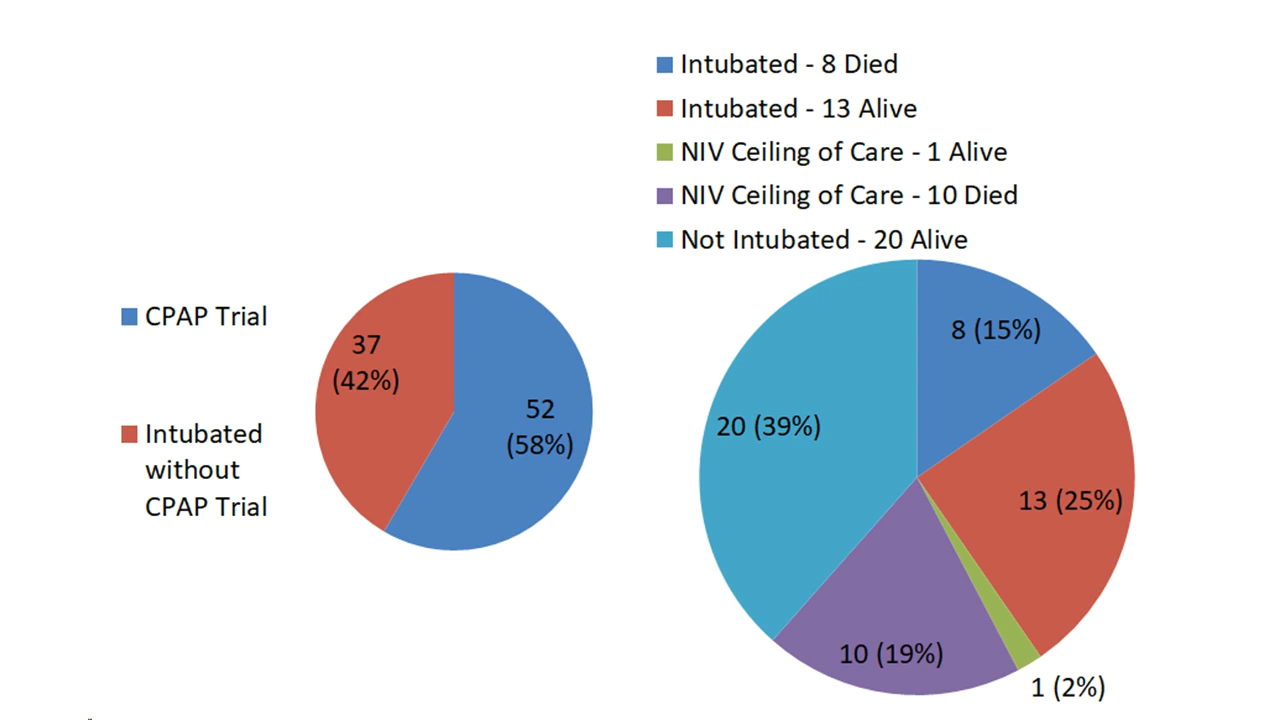 Intubated - 8 Died
Intubated - 13 Alive
NIV Ceiling of Care - 1 Alive
NIV Ceiling of Care - 10 Died
Not Intubated - 20 Alive
CPAP Trial
Intubated
without
CPAP Trial
37
(42%)
52
(58%)
8 (15%)
13 (25%)
1 (2%)
10 (19%)
20 (39%)